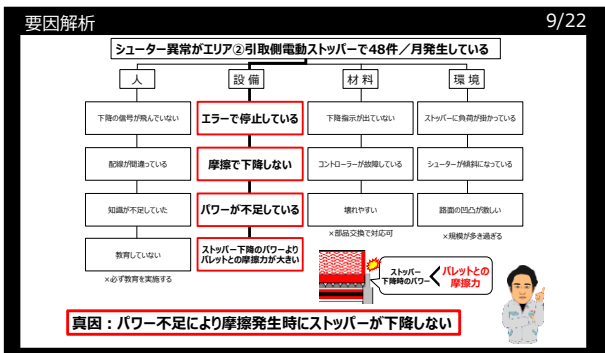 要因解析
9/22
シューター異常がエリア②引取側電動ストッパーで48件／月発生している
人
設備
材料
環境
下降の信号が飛んでいない
エラーで停止している
下降指示が出ていない
ストッパーに負荷が掛かっている
配線が間違っている
摩擦で下降しない
コントローラーが故障している
シューターが傾斜になっている
知識が不足していた
パワーが不足している
壊れやすい
路面の凹凸が激しい
×部品交換で対応可
×規模が多き過ぎる
教育していない
ストッパー下降のパワーより
パレットとの摩擦力が大きい
×必ず教育を実施する
ストッパー
下降時のパワー
<
パレットとの
摩擦力
真因：パワー不足により摩擦発生時にストッパーが下降しない